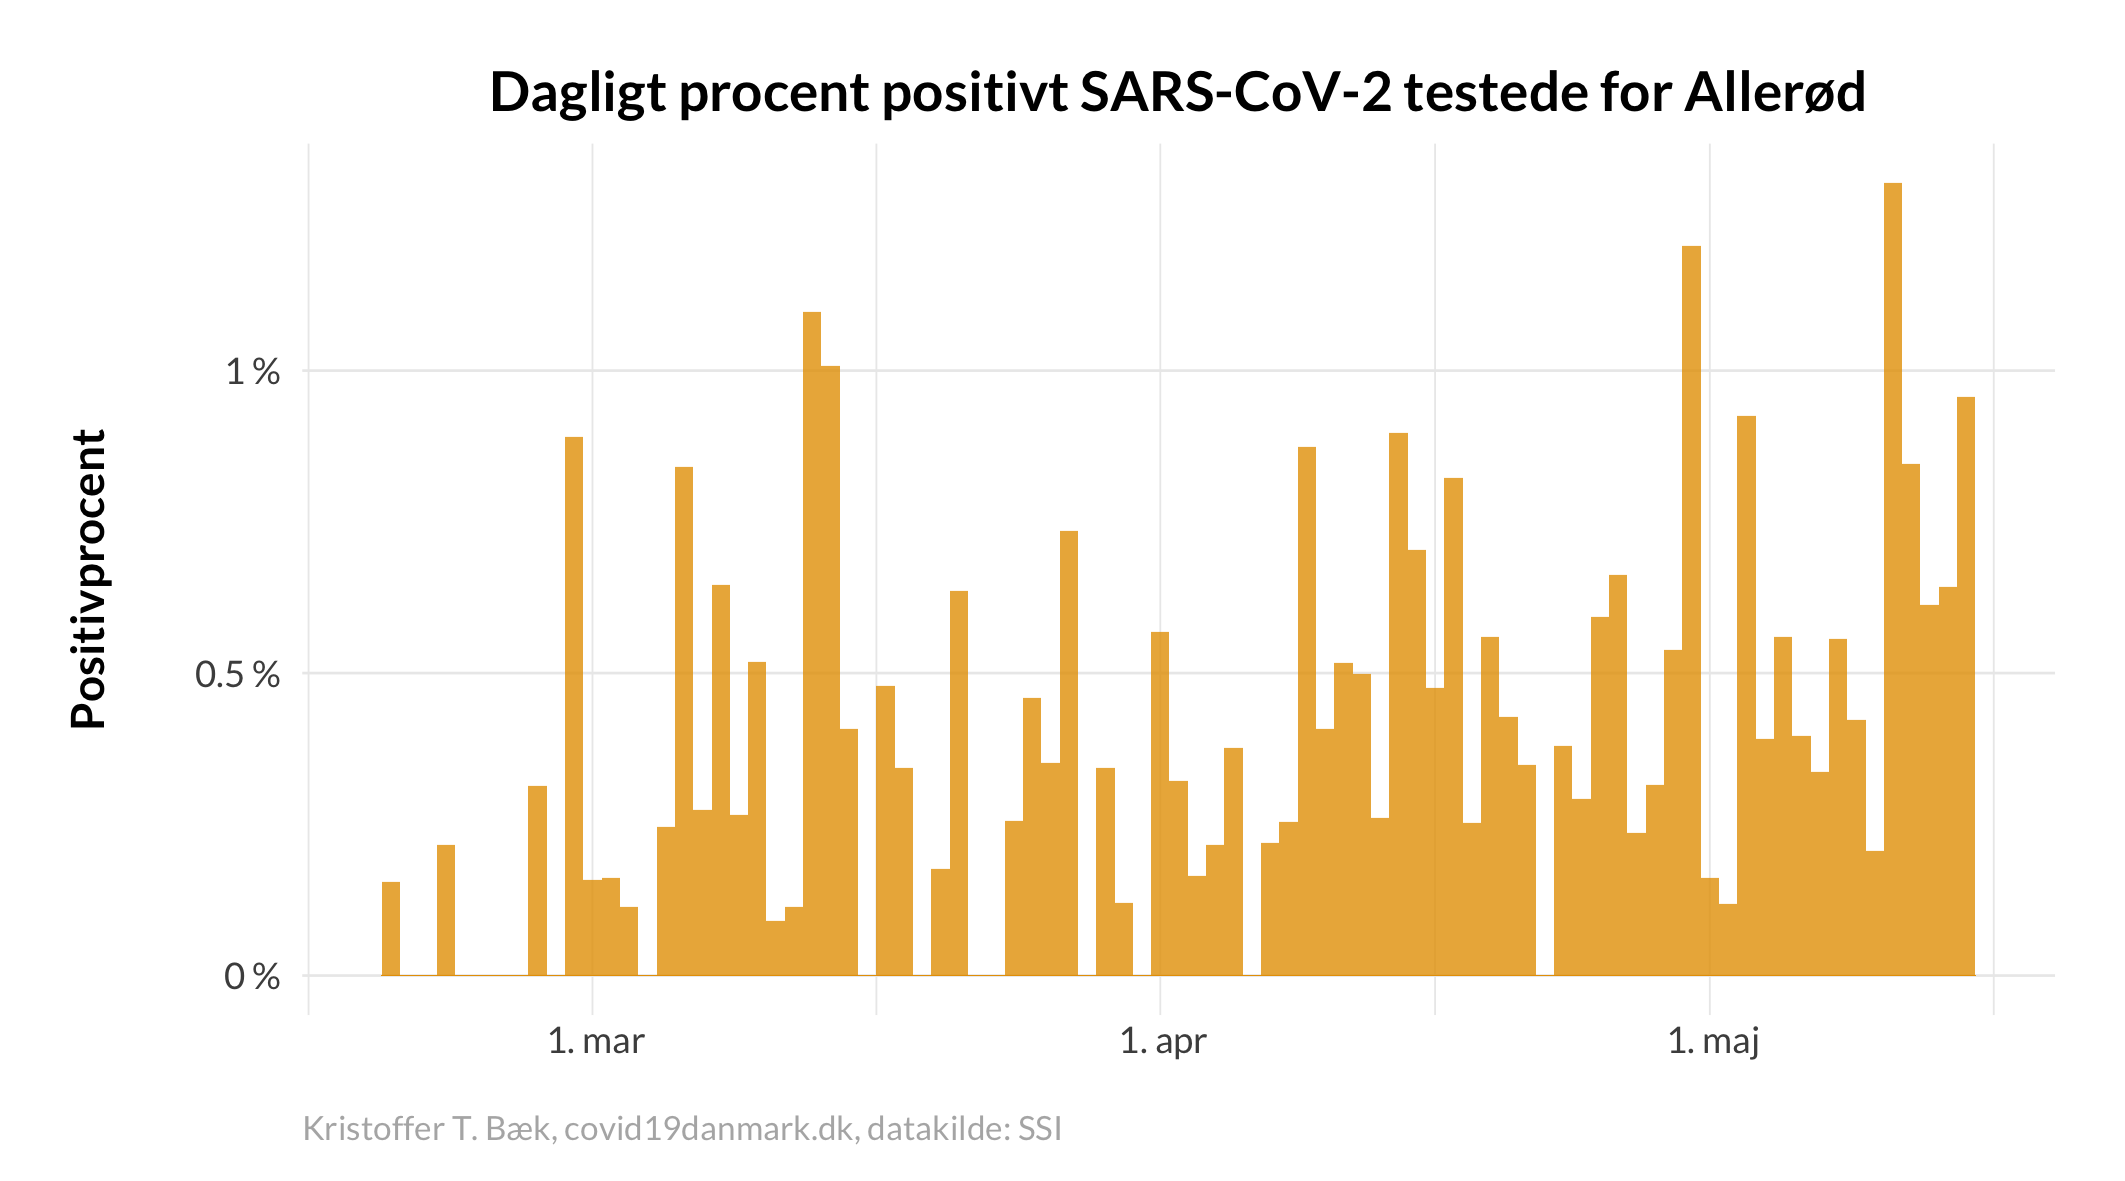 Dagligt procent positivt SARS-CoV-2 testede for Allerød
Positivprocent
1 %
0.5 %
0 %
1. mar
1. apr
1. maj
Kristoffer T. Bæk, covid19danmark.dk, datakilde: SSI